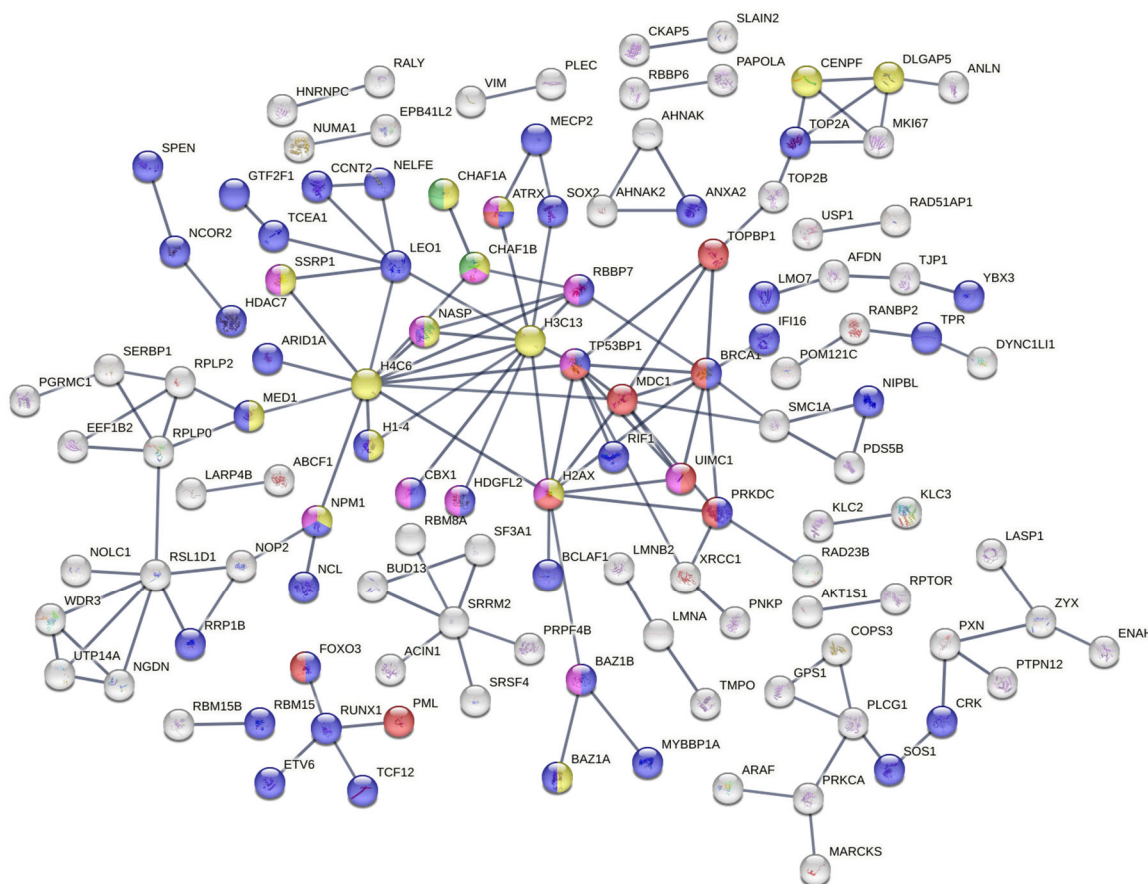 SLAIN2
CKAP5
RALY
PLEC
PAPOLA
CENPF
DLGAP5
ANLN
VIM
RBBP6
HNRNPC
EPB41L2
NUMA1
MECP2
AHNAK
TOP2A
MKI67
SPEN
GTF2F1
CCNT2
NELFE
CHAF1A
ATRX
SOX2
AHNAK2
ANXA2
TOP2B
TCEA1
USP1
RAD51AP1
NCOR2
LEO1
CHAF1B
TOPBP1
SSRP1
RBBP7
AFDN
TJP1
LMO7
YBX3
HDAC7
NASP
H3C13
IFI16
RANBP2
TPR
ARID1A
TP53BP1
SERBP1
RPLP2
H4C6
BRCA1
POM121C
DYNC1LI1
PGRMC1
MDC1
NIPBL
MED1
H1-4
SMC1A
EEF1B2
RPLP0
RIF1
PDS5B
LARP4B
ABCF1
CBX1
HDGFL2
H2AX
UIMC1
KLC3
NPM1
PRKDC
KLC2
RBM8A
SF3A1
LASP1
NOLC1
RSL1D1
NOP2
BCLAF1
LMNB2
XRCC1
RAD23B
NCL
BUD13
RPTOR
WDR3
AKT1S1
SRRM2
LMNA
PNKP
ZYX
RRP1B
PRPF4B
COPS3
PXN
ENAH
UTP14A
NGDN
FOXO3
ACIN1
BAZ1B
TMPO
GPS1
PTPN12
SRSF4
RBM15B
RBM15
RUNX1
PML
PLCG1
CRK
MYBBP1A
SOS1
ETV6
TCF12
BAZ1A
ARAF
PRKCA
MARCKS